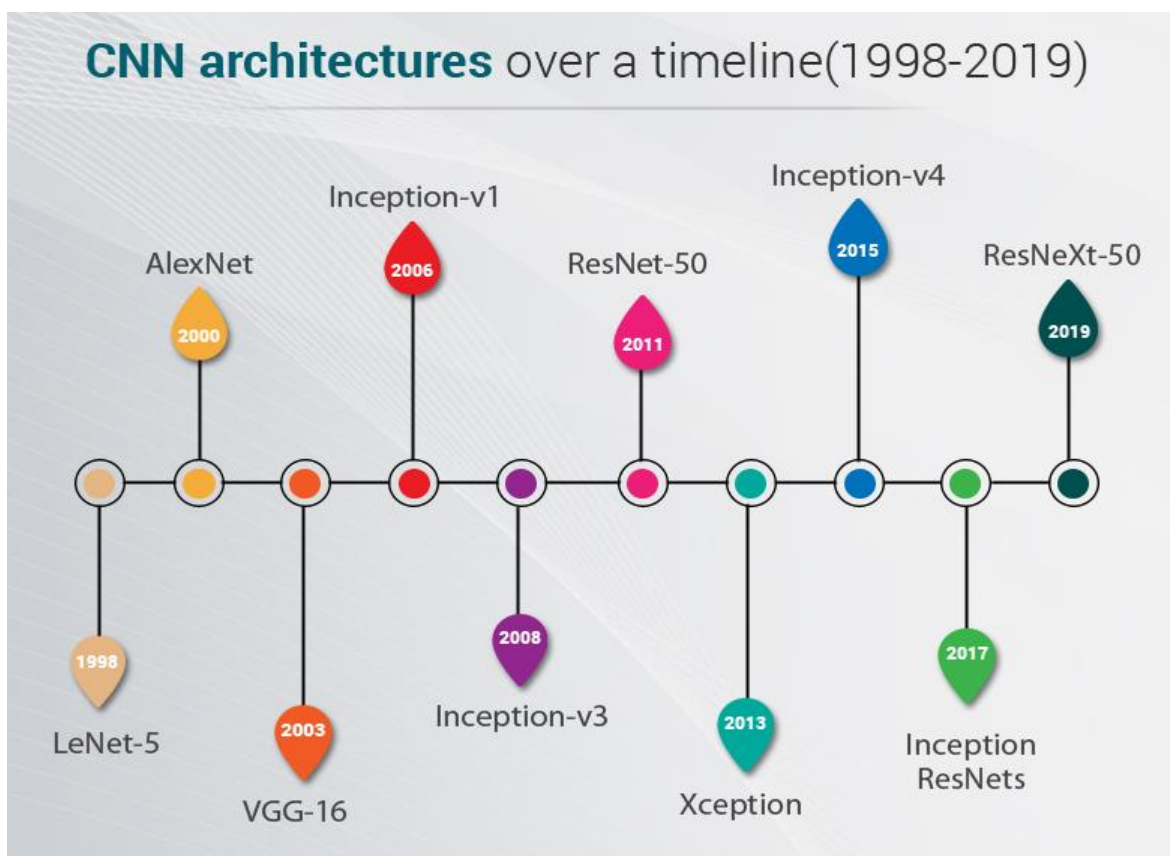 CNN architectures over a timeline(1998-2019)
Inception-v4
Inception-v1
AlexNet
ResNet-50
ResNeXt-50
2015
2006
2000
2011
2019
1998
2008
2017
2003
2013
LeNet-5
Inception-v3
Inception
ResNets
VGG-16
Xception